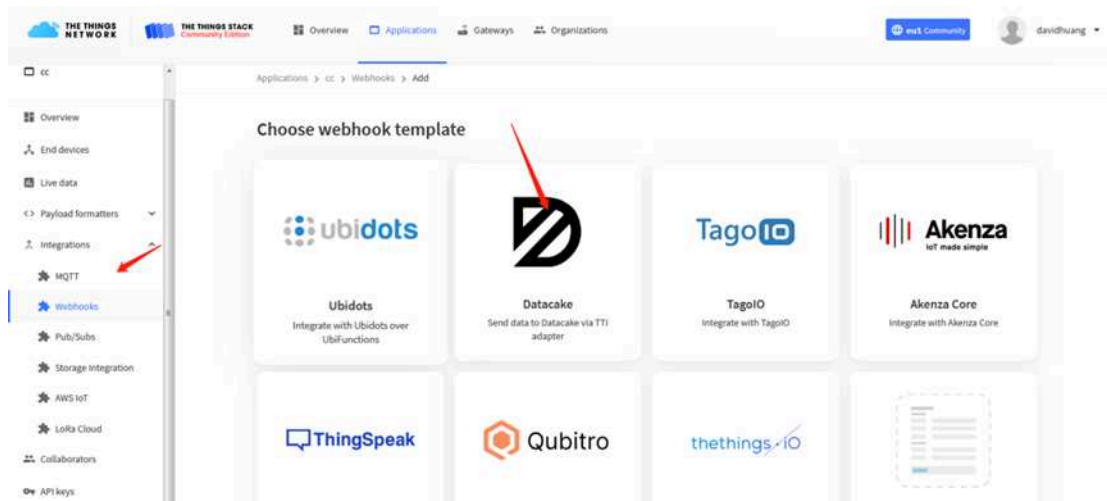 THE THINGS
NETWORK
THE THINGS STACK
Community Edition
Overview
Applications
Gateways
Organizations
eu1 Community
davidhuang
cc
Applications > cc > Webhooks > Add
Overview
End devices
Live data
Payload formatters
Integrations
MQTT
Webhooks
Pub/Subs
Storage Integration
AWS IoT
LoRa Cloud
Collaborators
API keys
Choose webhook template
ubidots
Ubidots
Integrate with Ubidots over
UbiFunctions
Datacake
Send data to Datacake via TTI
adapter
TagoIO
TagoIO
Integrate with TagoIO
Akenza
IoT made simple
Akenza Core
Integrate with Akenza Core
ThingSpeak
Qubitro
thethings.iO